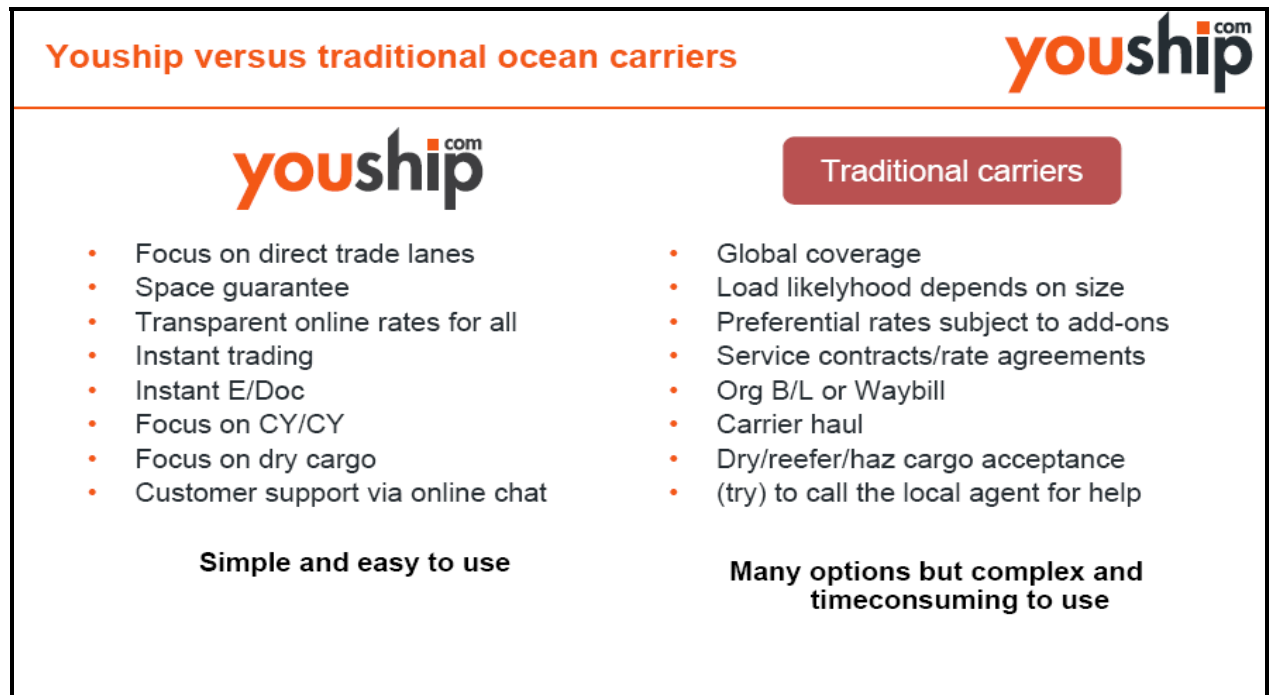 Youship versus traditional ocean carriers
youship.com
youship.com
• Focus on direct trade lanes
• Space guarantee
• Transparent online rates for all
• Instant trading
• Instant E/Doc
• Focus on CY/CY
• Focus on dry cargo
• Customer support via online chat
Simple and easy to use
Traditional carriers
• Global coverage
• Load likelyhood depends on size
• Preferential rates subject to add-ons
• Service contracts/rate agreements
• Org B/L or Waybill
• Carrier haul
• Dry/reefer/haz cargo acceptance
• (try) to call the local agent for help
Many options but complex and
timeconsuming to use